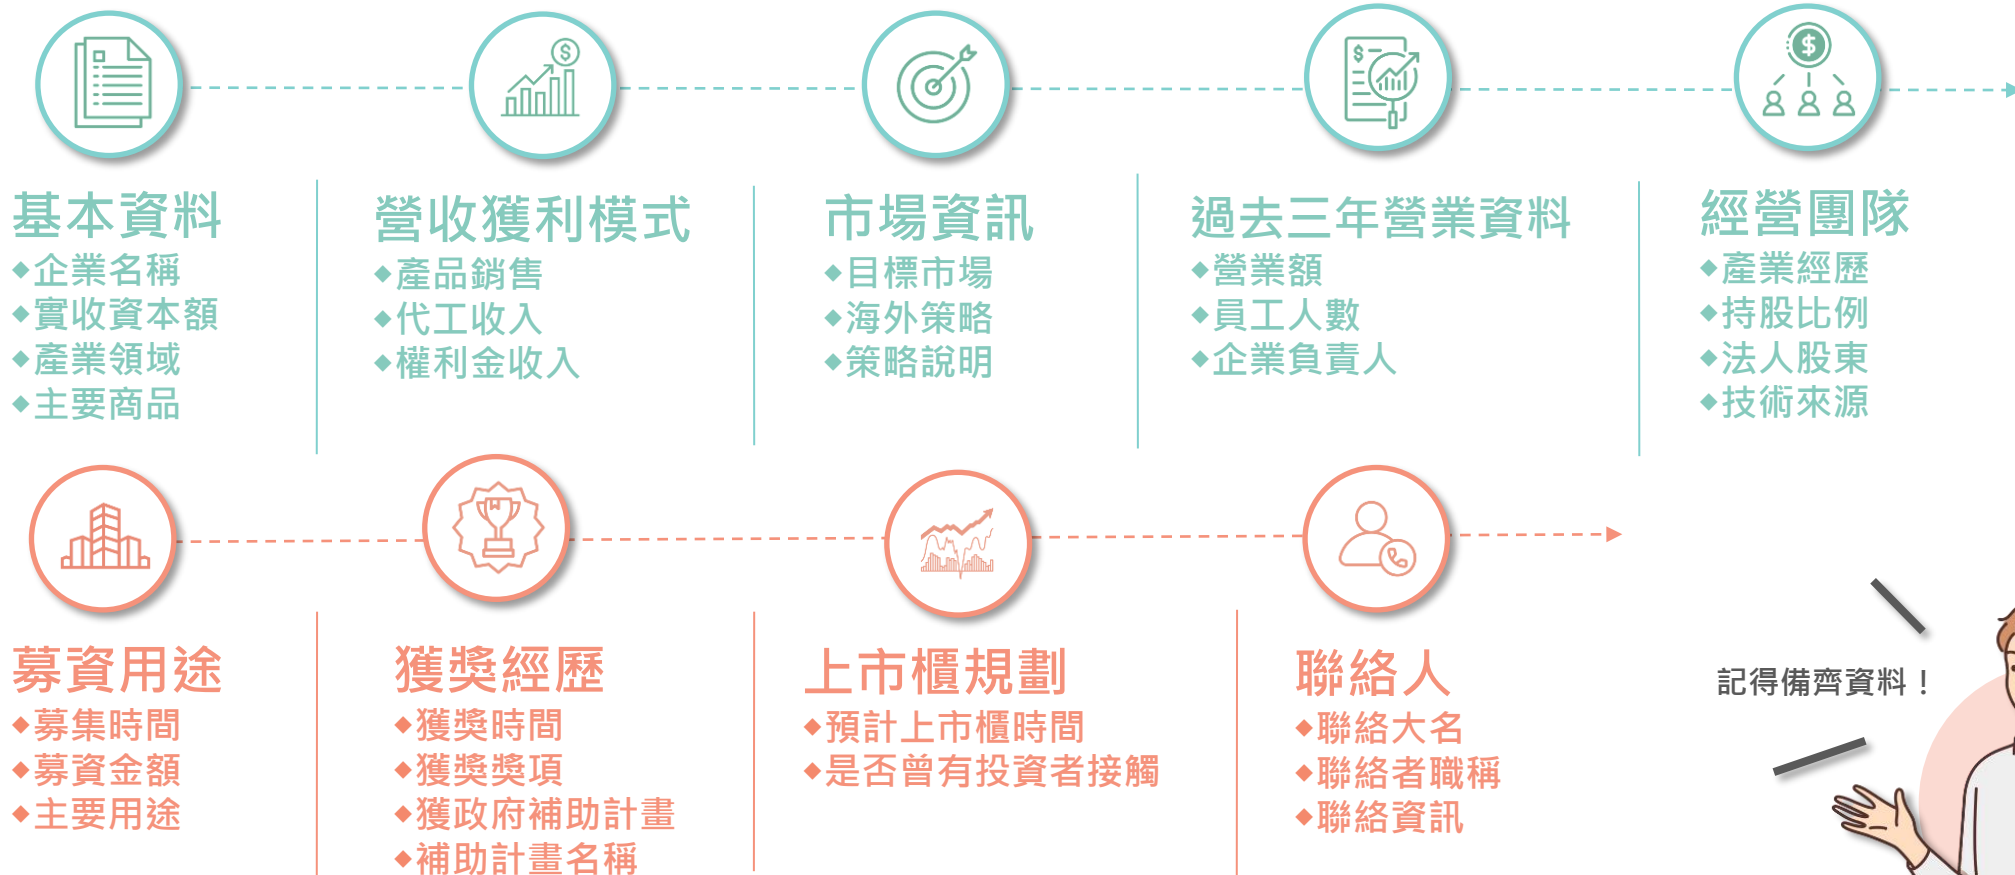 基本資料
◆企業名稱
◆實收資本額
◆產業領域
◆主要商品
營收獲利模式
◆產品銷售
◆代工收入
◆權利金收入
市場資訊
◆目標市場
◆海外策略
◆策略說明
過去三年營業資料
◆營業額
◆員工人數
◆企業負責人
經營團隊
◆產業經歷
◆持股比例
◆法人股東
◆技術來源
募資用途
◆募集時間
◆募資金額
◆主要用途
獲獎經歷
◆獲獎時間
◆獲獎獎項
◆獲政府補助計畫
◆補助計畫名稱
上市櫃規劃
◆預計上市櫃時間
◆是否曾有投資者接觸
聯絡人
◆聯絡大名
◆聯絡者職稱
◆聯絡資訊
記得備齊資料！